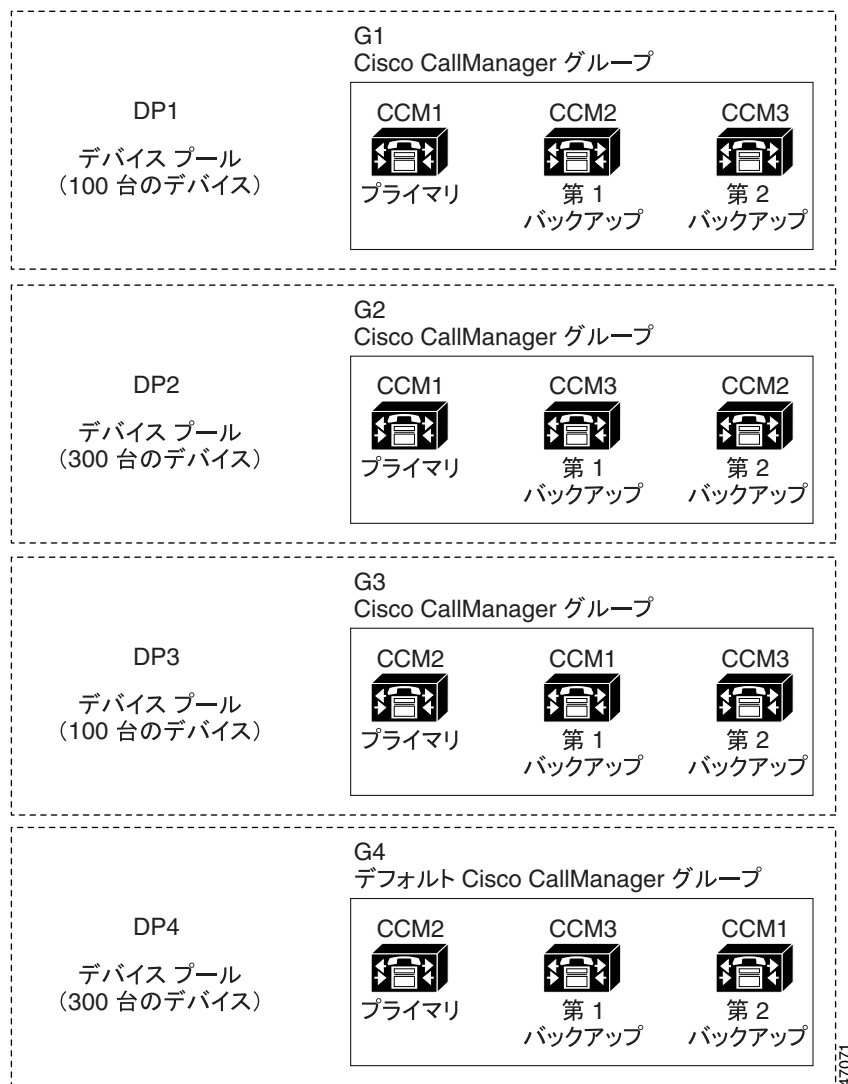 G1
Cisco CallManager グループ
DP1
デバイス プール
（100 台のデバイス）
CCM1
CCM2
CCM3
プライマリ
第 1
バックアップ
第 2
バックアップ
G2
Cisco CallManager グループ
DP2
デバイス プール
（300 台のデバイス）
CCM1
CCM3
CCM2
プライマリ
第 1
バックアップ
第 2
バックアップ
G3
Cisco CallManager グループ
DP3
デバイス プール
（100 台のデバイス）
CCM2
CCM1
CCM3
プライマリ
第 1
バックアップ
第 2
バックアップ
G4
デフォルト Cisco CallManager グループ
DP4
デバイス プール
（300 台のデバイス）
CCM2
CCM3
CCM1
プライマリ
第 1
バックアップ
第 2
バックアップ
47071